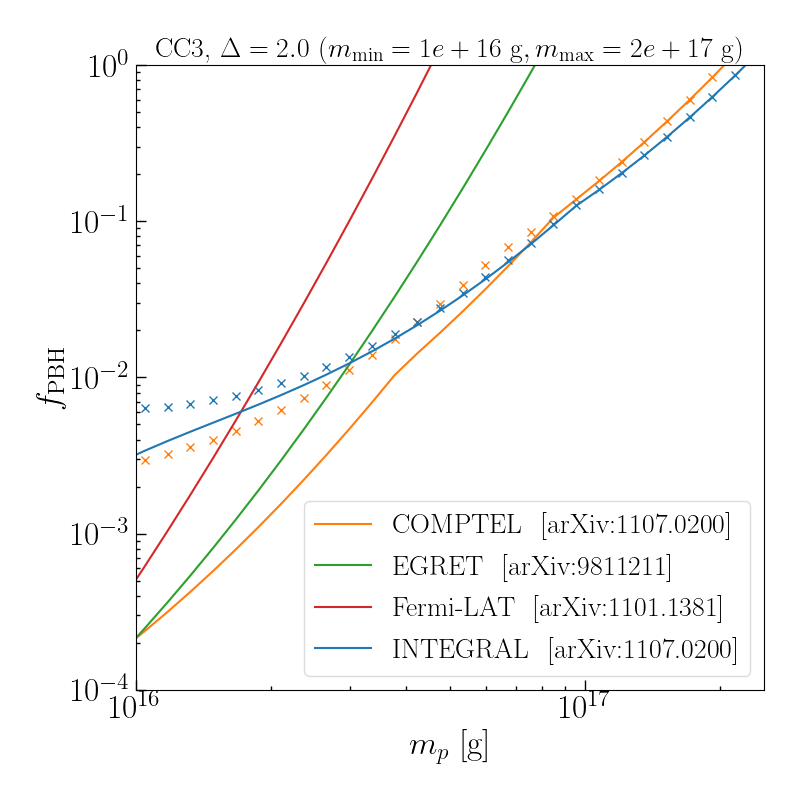 CC3, Δ = 2.0 (m_min = 1e + 16 g, m_max = 2e + 17 g)
10^0
10^−1
10^−2
10^−3
10^−4
f_PBH
COMPTEL [arXiv:1107.0200]
EGRET [arXiv:9811211]
Fermi-LAT [arXiv:1101.1381]
INTEGRAL [arXiv:1107.0200]
10^16
10^17
m_p [g]